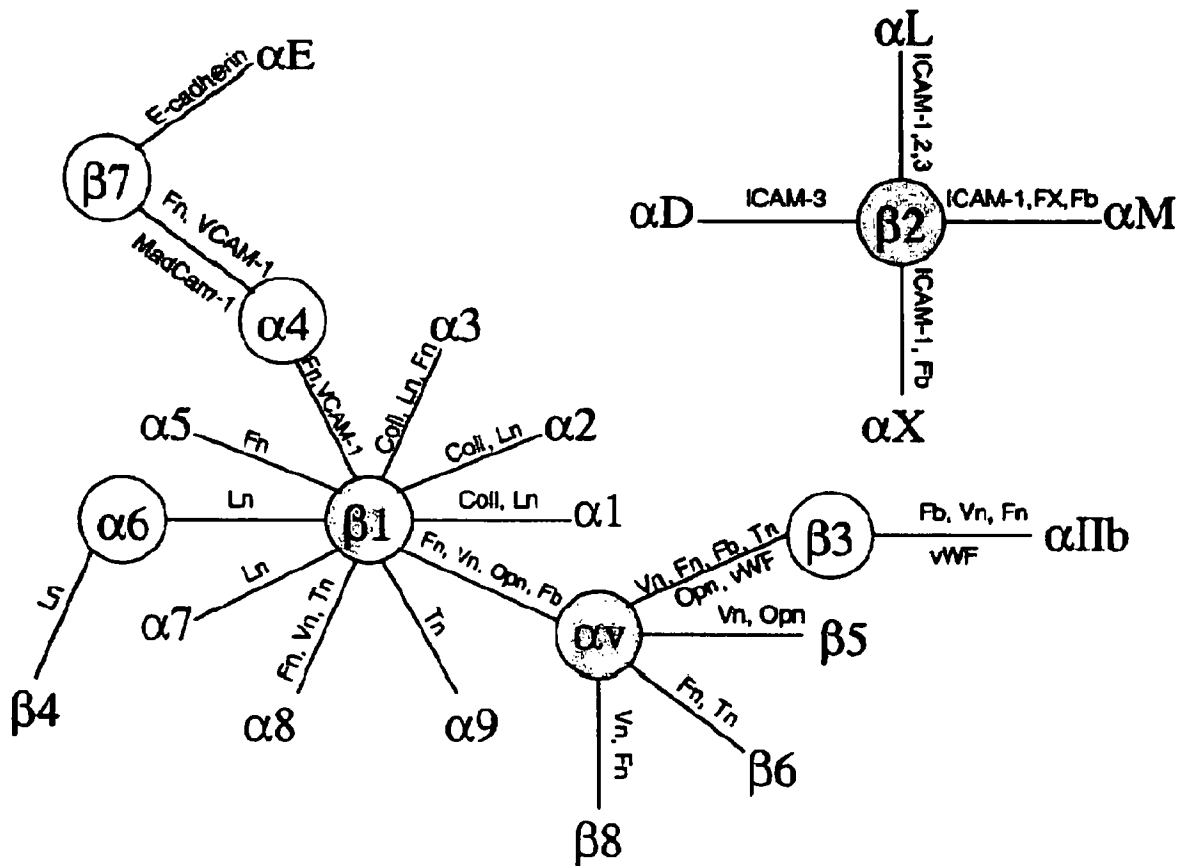 αE
E-cadherin
β7
Fn, VCAM-1
MadCam-1
α4
Fn,VCAM-1
αL
ICAM-1,2,3
αD
ICAM-3
β2
ICAM-1,FX,Fb
αM
ICAM-1, Fb
αX
α3
Coll, Ln, Fn
α5
Fn
α2
Coll, Ln
α6
Ln
β1
Coll, Ln
α1
Ln
β4
Ln
α7
Fn, Vn, Tn
α8
Tn
α9
Fn, Vn. Opn, Fb
αv
Vn, Fn, Fb, Tn
Opn, vWF
β3
Fb, Vn, Fn
vWF
αIIb
Vn, Opn
β5
Fn, Tn
β6
Vn, Fn
β8